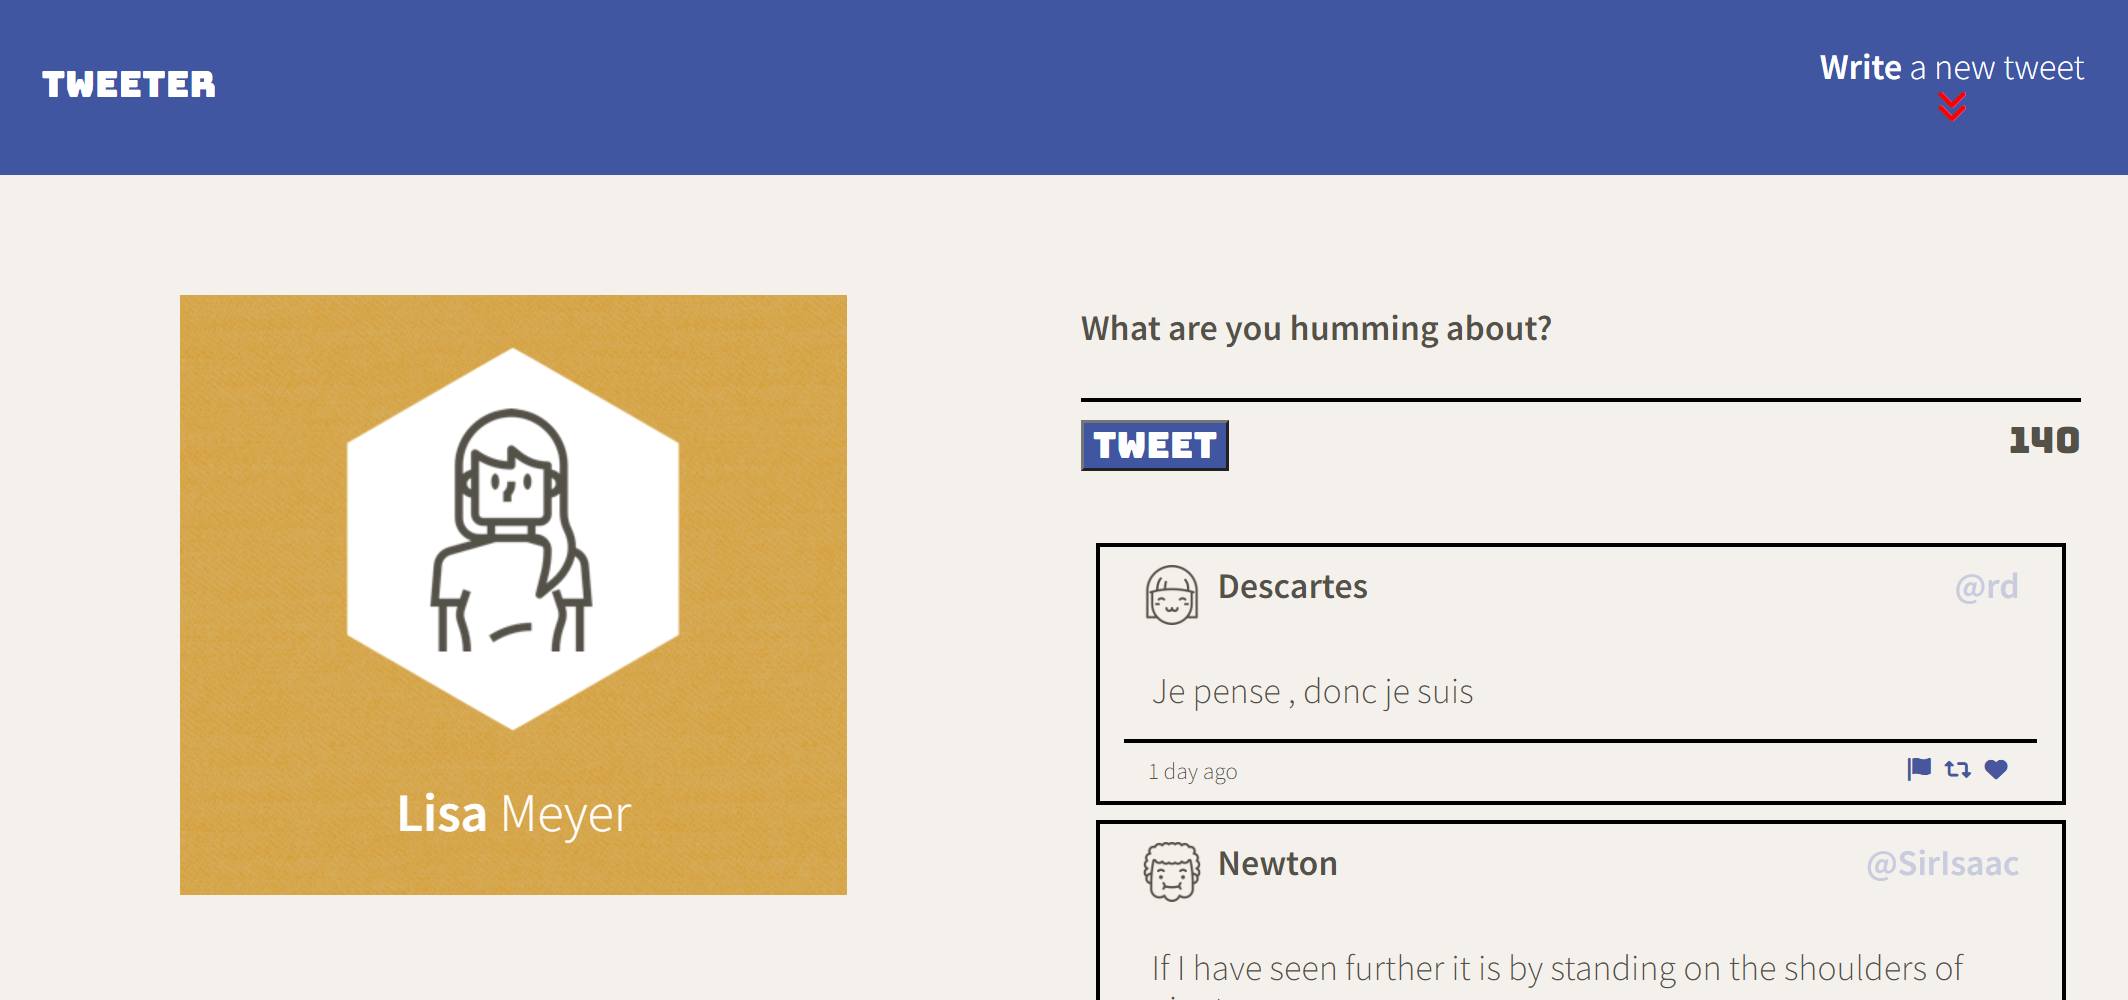 TWEETER
Write a new tweet
Lisa Meyer
What are you humming about?
TWEET
140
Descartes
@rd
Je pense , donc je suis
1 day ago
Newton
@SirIsaac
If I have seen further it is by standing on the shoulders of